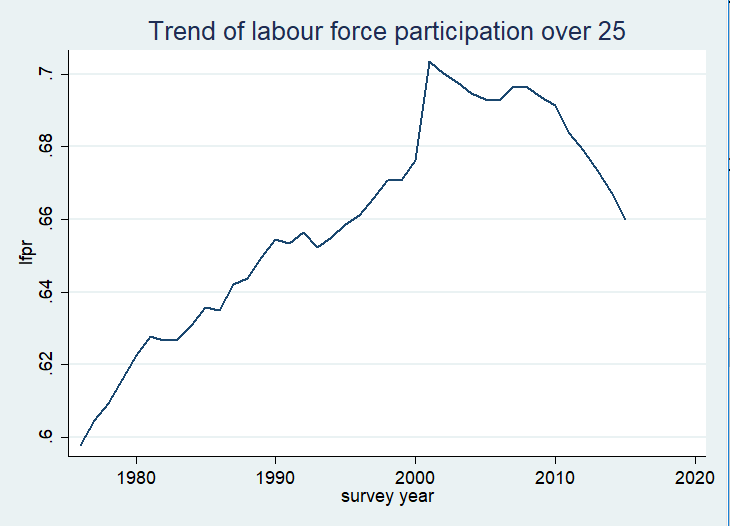 Trend of labour force participation over 25
.7
.68
.66
.64
.62
.6
lfpr
1980 1990 2000 2010 2020
survey year